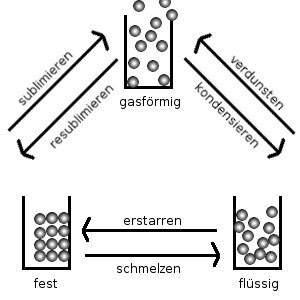 gasförmig
sublimieren
resublimieren
verdunsten
kondensieren
erstarren
schmelzen
fest
flüssig